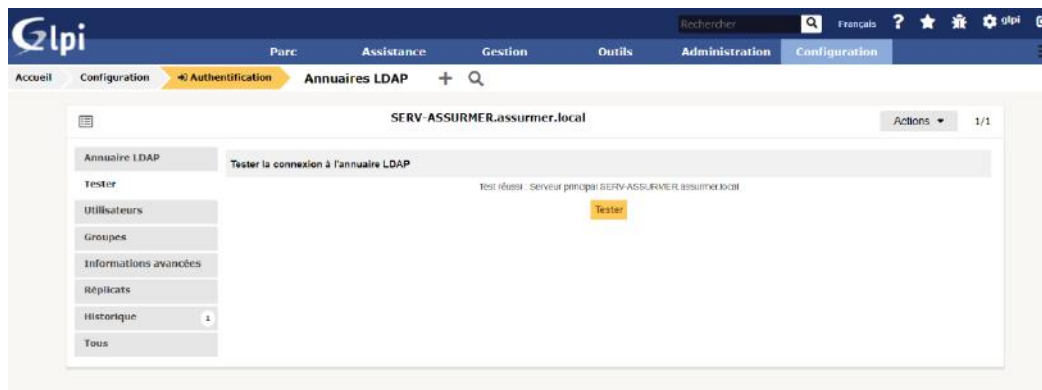 Glpi
Rechercher Français ? glpi
Parc Assistance Gestion Outils Administration Configuration
Accueil Configuration Authentification Annuaires LDAP +
SERV-ASSURMER.assurmer.local Actions 1/1
Annuaire LDAP
Tester la connexion à l'annuaire LDAP
Tester
Test réussi : Serveur principal SERV-ASSURMER.assurmer.local
Tester
Utilisateurs
Groupes
Informations avancées
Réplicats
Historique 1
Tous